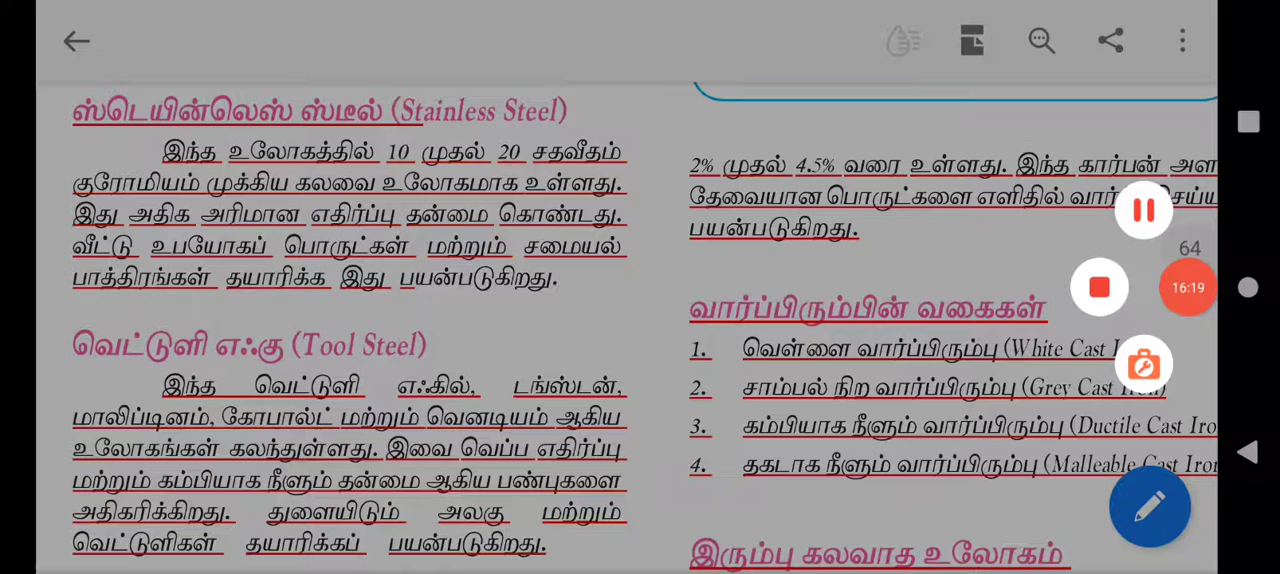 ஸ்டெயின்லெஸ் ஸ்டீல் (Stainless Steel)
இந்த உலோகத்தில் 10 முதல் 20 சதவீதம்
குரோமியம் முக்கிய கலவை உலோகமாக உள்ளது.
இது அதிக அரிமான எதிர்ப்பு தன்மை கொண்டது.
வீட்டு உபயோகப் பொருட்கள் மற்றும் சமையல்
பாத்திரங்கள் தயாரிக்க இது பயன்படுகிறது.
வெட்டுளி எஃகு (Tool Steel)
இந்த வெட்டுளி எஃகில், டங்ஸ்டன்,
மாலிப்டினம், கோபால்ட் மற்றும் வெனடியம் ஆகிய
உலோகங்கள் கலந்துள்ளது. இவை வெப்ப எதிர்ப்பு
மற்றும் கம்பியாக நீளும் தன்மை ஆகிய பண்புகளை
அதிகரிக்கிறது. துளையிடும் அலகு மற்றும்
வெட்டுளிகள் தயாரிக்கப் பயன்படுகிறது.
2% முதல் 4.5% வரை உள்ளது. இந்த கார்பன் அள
தேவையான பொருட்களை எளிதில் வார் செய்ய
பயன்படுகிறது.
வார்ப்பிரும்பின் வகைகள்
1. வெள்ளை வார்ப்பிரும்பு (White Cast I
2. சாம்பல் நிற வார்ப்பிரும்பு (Grey Cast Iron)
3. கம்பியாக நீளும் வார்ப்பிரும்பு (Ductile Cast Iro
4. தகடாக நீளும் வார்ப்பிரும்பு (Malleable Cast Iron
இரும்பு கலவாத உலோகம்
64
16:19